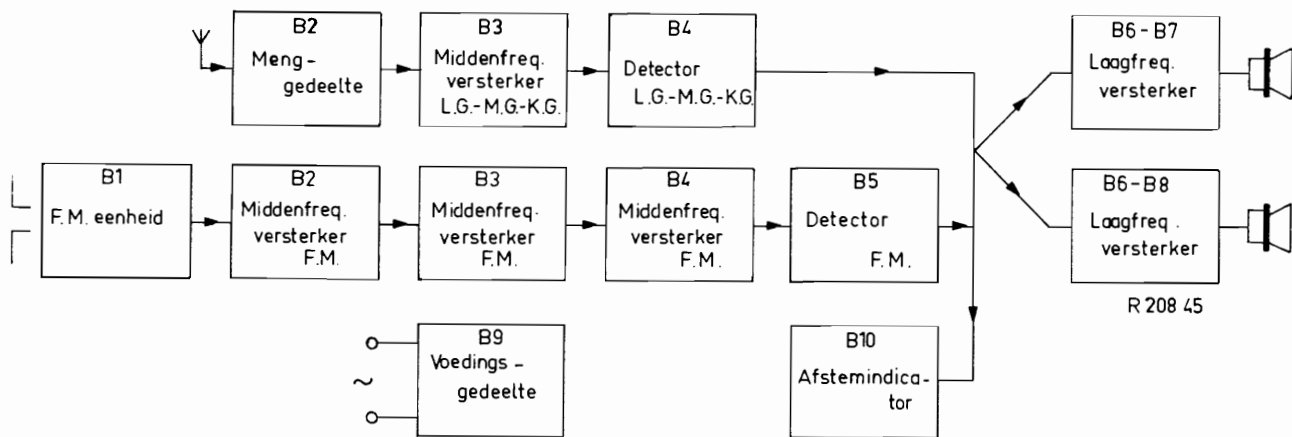 B2
Meng-
gedeelte
B3
Middenfreq.
versterker
L.G.-M.G.-K.G.
B4
Detector
L.G.-M.G.-K.G.
B6-B7
Laagfreq.
versterker
B1
F.M. eenheid
B2
Middenfreq.
versterker
F.M.
B3
Middenfreq.
versterker
F.M.
B4
Middenfreq.
versterker
F.M.
B5
Detector
F.M.
B6-B8
Laagfreq.
versterker
R 208 45
~
B9
Voedings-
gedeelte
B10
Afstemindica-
tor